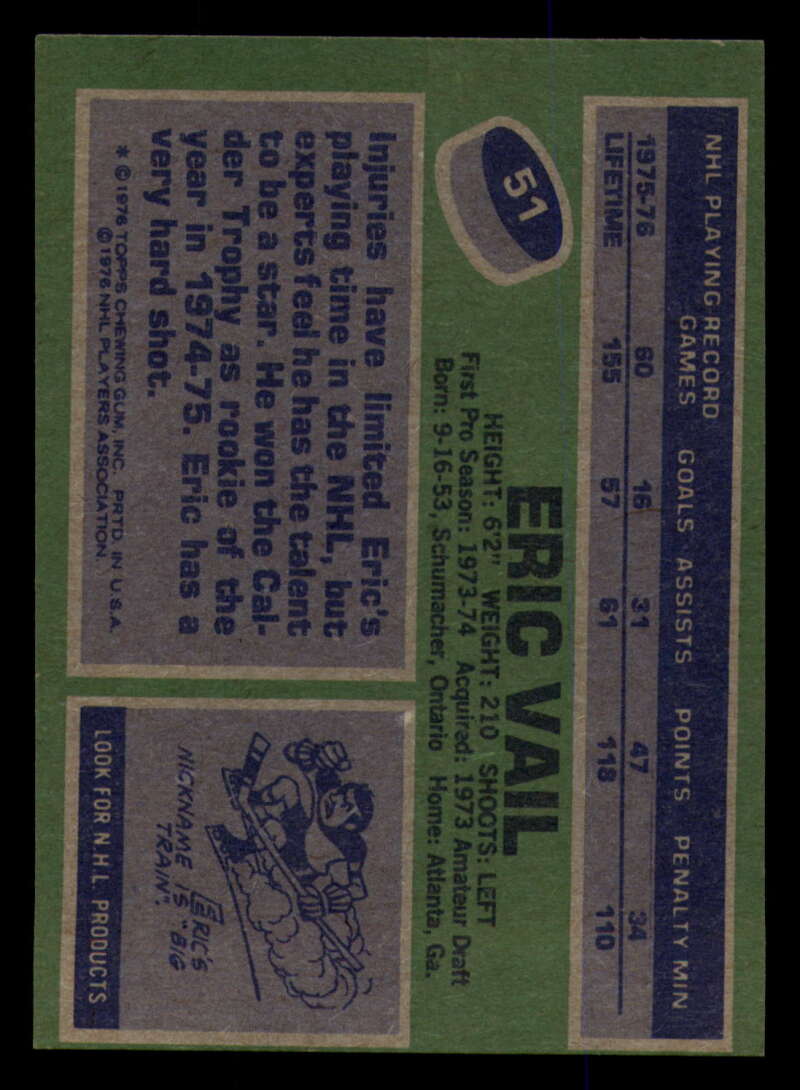 NHL PLAYING RECORD
GAMES GOALS ASSISTS POINTS PENALTY MIN
1975-76 60 16 31 47 34
LIFETIME 155 57 61 118 110
51
ERIC VAIL
HEIGHT: 6'2" WEIGHT: 210 SHOOTS: LEFT
First Pro Season: 1973-74 Acquired: 1973 Amateur Draft
Born: 9-16-53, Schumacher, Ontario Home: Atlanta, Ga.
Injuries have limited Eric's
playing time in the NHL, but
experts feel he has the talent
to be a star. He won the Cal-
der Trophy as rookie of the
year in 1974-75. Eric has a
very hard shot.
* ©1976 TOPPS CHEWING GUM, INC. PRTD. IN U.S.A.
©1976 NHL PLAYERS ASSOCIATION.
ERIC'S
NICKNAME IS "BIG
TRAIN".
LOOK FOR N.H.L. PRODUCTS